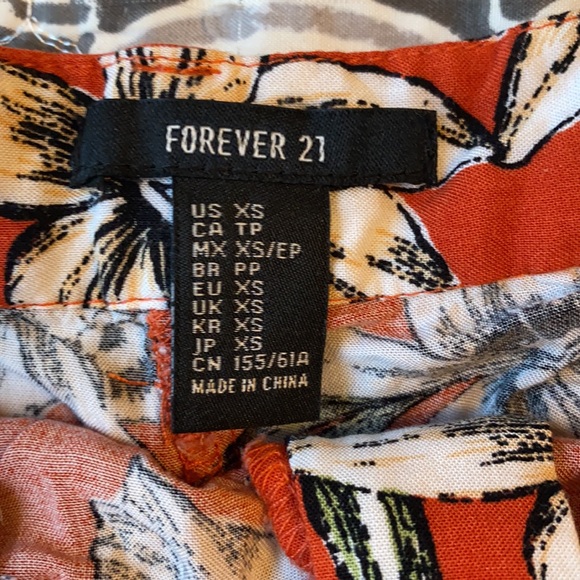 FOREVER 21
US XS
CA TP
MX XS/EP
BR PP
EU XS
UK XS
KR XS
JP XS
CN 155/61A
MADE IN CHINA